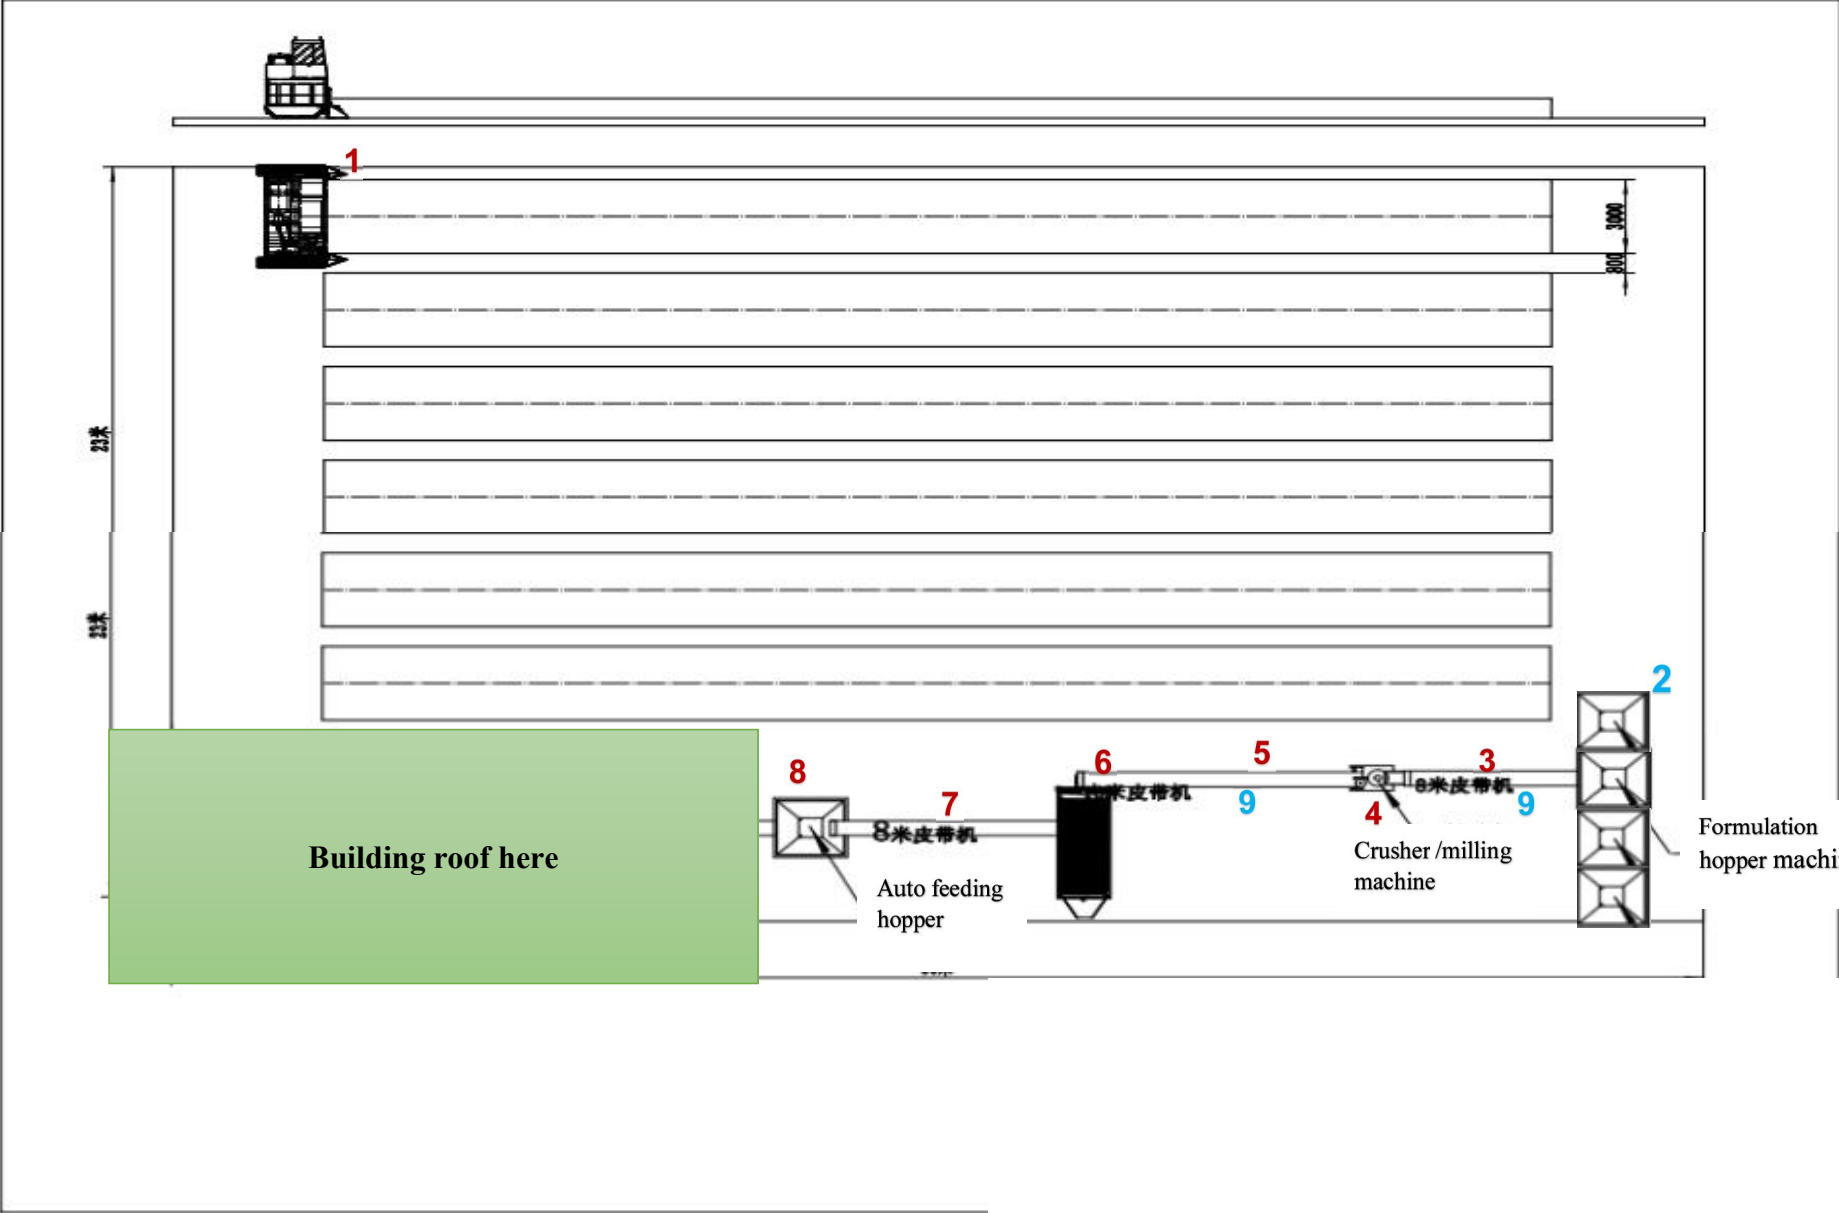 1
3000
800
23米
23米
2
8
7
6
5
3
9
9
4
8米皮带机
米皮带机
8米皮带机
Building roof here
Auto feeding
hopper
Crusher /milling
machine
Formulation
hopper machi